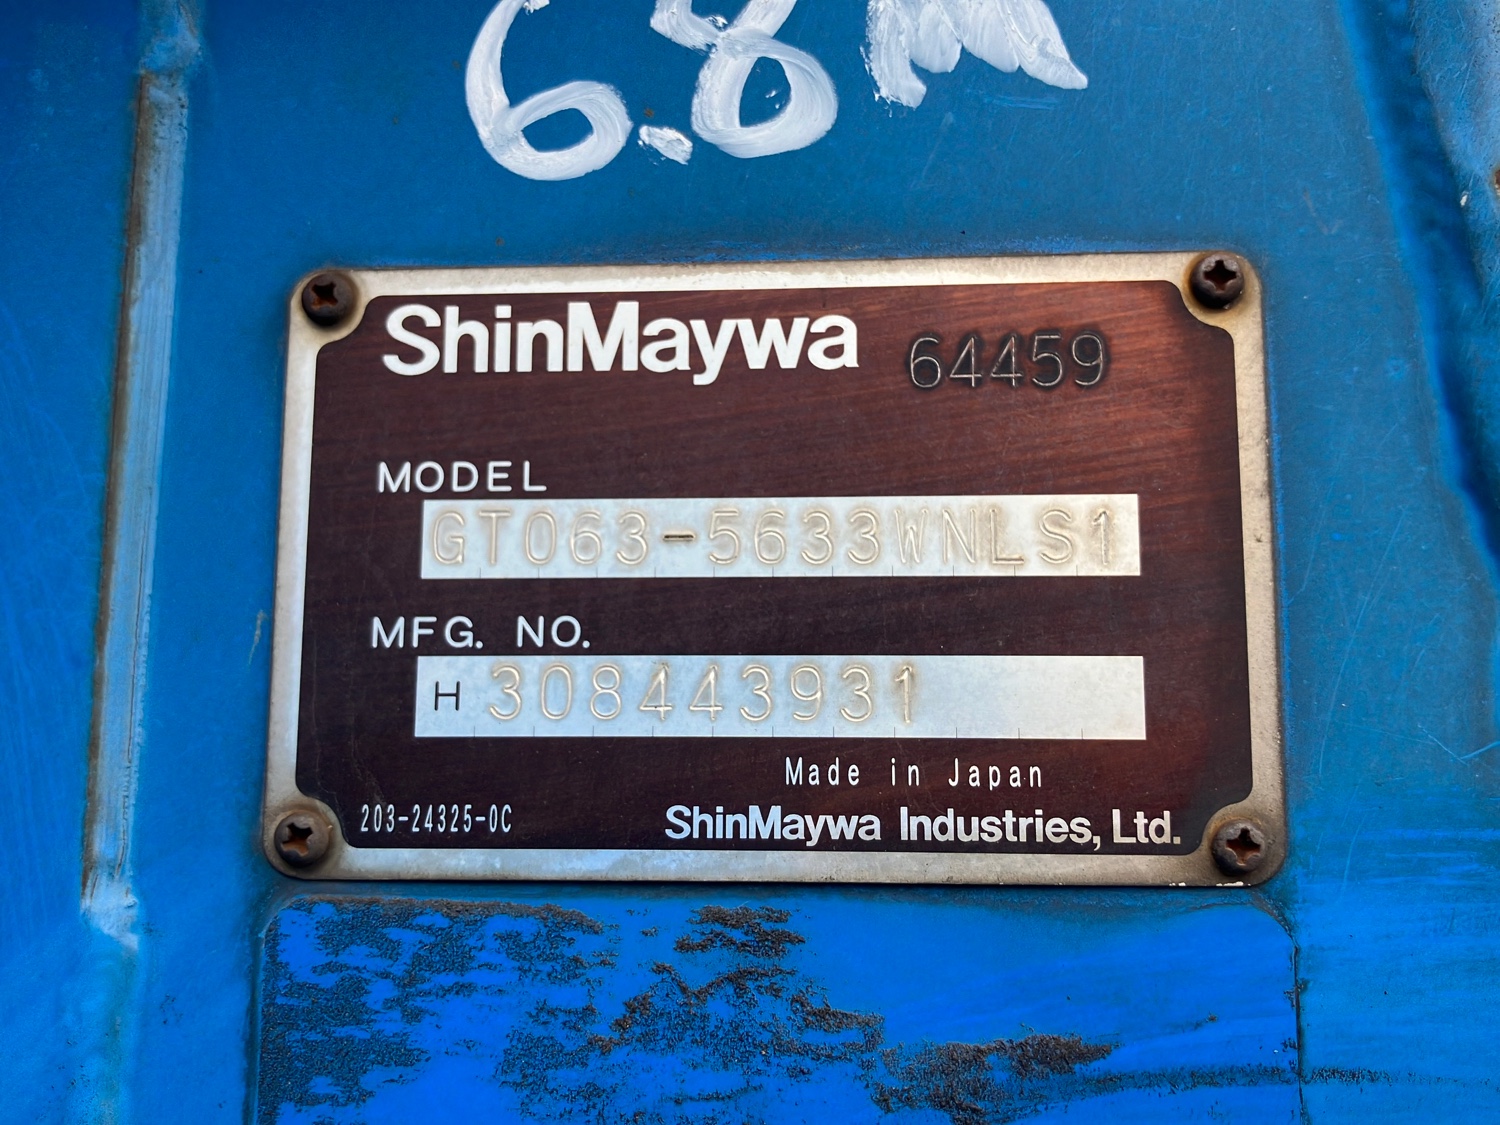 6.8M
ShinMaywa 64459
MODEL
GT063-5633WNLS1
MFG. NO.
H 308443931
Made in Japan
203-24325-0C ShinMaywa Industries, Ltd.